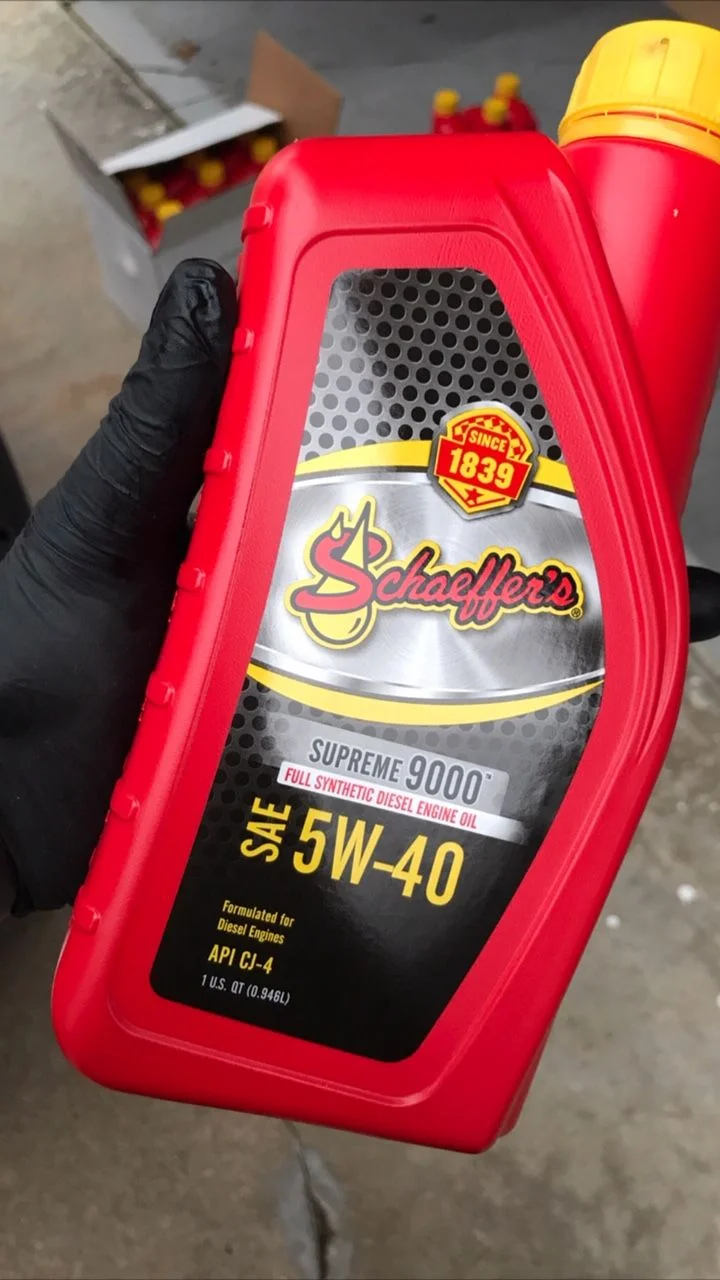 SINCE
1839
Schaeffer's®
SUPREME 9000™
FULL SYNTHETIC DIESEL ENGINE OIL
SAE 5W-40
Formulated for
Diesel Engines
API CJ-4
1 U.S. QT (0.946L)